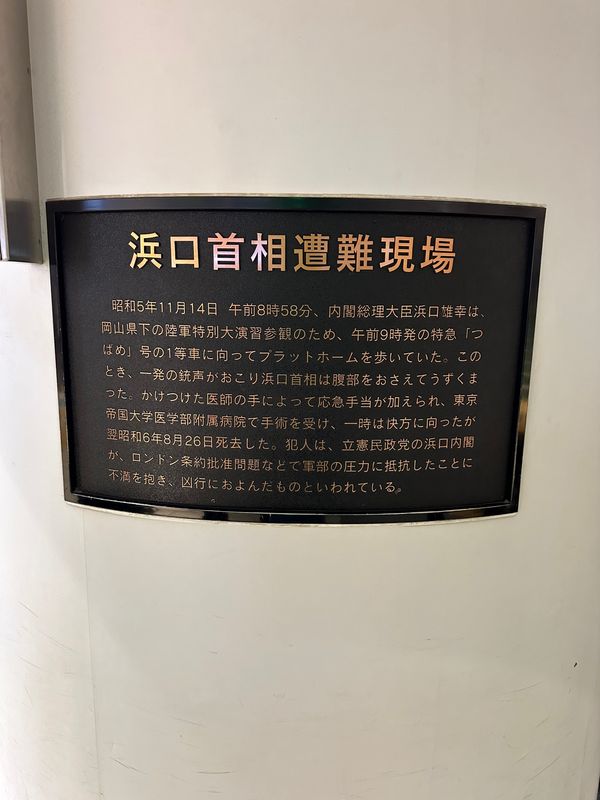 浜口首相遭難現場
昭和5年11月14日 午前8時58分、内閣総理大臣浜口雄幸は、
岡山県下の陸軍特別大演習参観のため、午前9時発の特急「つ
ばめ」号の1等車に向ってプラットホームを歩いていた。この
とき、一発の銃声がおこり浜口首相は腹部をおさえてうずくま
った。かけつけた医師の手によって応急手当が加えられ、東京
帝国大学医学部附属病院で手術を受け、一時は快方に向ったが
翌昭和6年8月26日死去した。犯人は、立憲民政党の浜口内閣
が、ロンドン条約批准問題などで軍部の圧力に抵抗したことに
不満を抱き、凶行におよんだものといわれている。